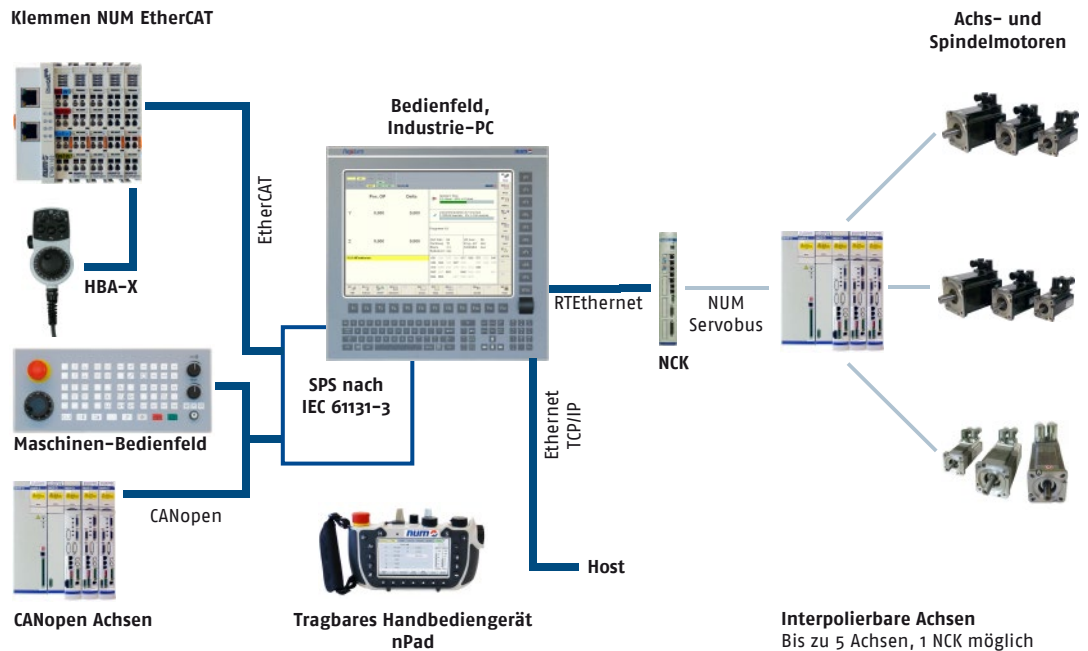 Klemmen NUM EtherCAT
Achs- und
Spindelmotoren
Bedienfeld,
Industrie-PC
num
EtherCAT
HBA-X
RTEthernet
NUM
Servobus
NCK
SPS nach
IEC 61131-3
Maschinen-Bedienfeld
Ethernet
TCP/IP
CANopen
num
Host
CANopen Achsen
Tragbares Handbediengerät
nPad
Interpolierbare Achsen
Bis zu 5 Achsen, 1 NCK möglich